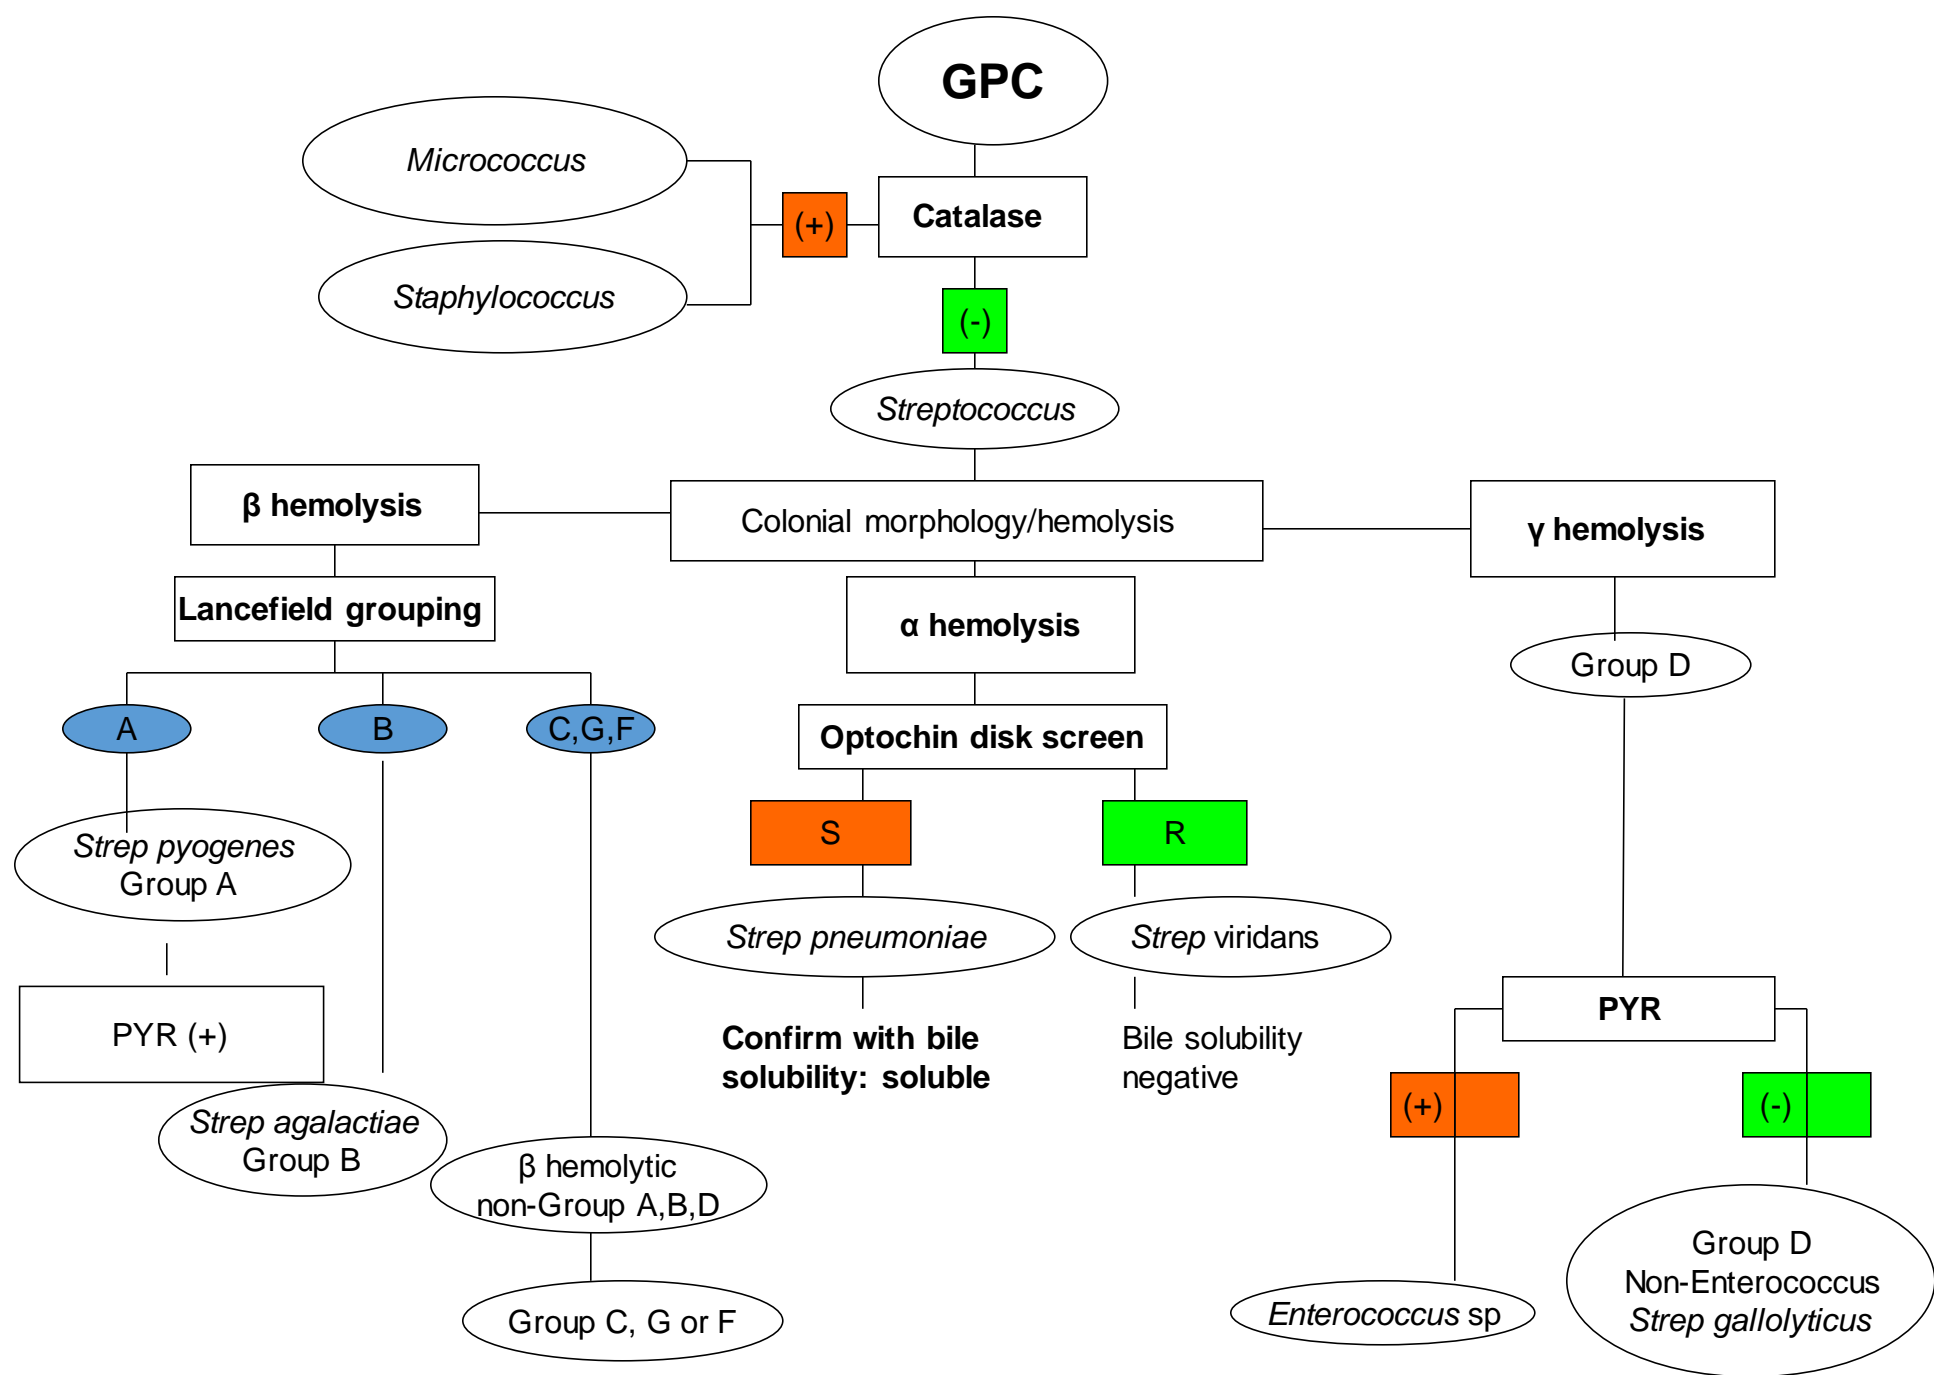 GPC
Micrococcus
Catalase
(+)
Staphylococcus
(-)
Streptococcus
β hemolysis
Colonial morphology/hemolysis
γ hemolysis
Lancefield grouping
α hemolysis
Group D
A
B
C,G,F
Optochin disk screen
S
R
Strep pyogenes
Group A
Strep pneumoniae
Strep viridans
PYR (+)
Confirm with bile
solubility: soluble
Bile solubility
negative
PYR
(+)
(-)
Strep agalactiae
Group B
β hemolytic
non-Group A,B,D
Group C, G or F
Enterococcus sp
Group D
Non-Enterococcus
Strep gallolyticus